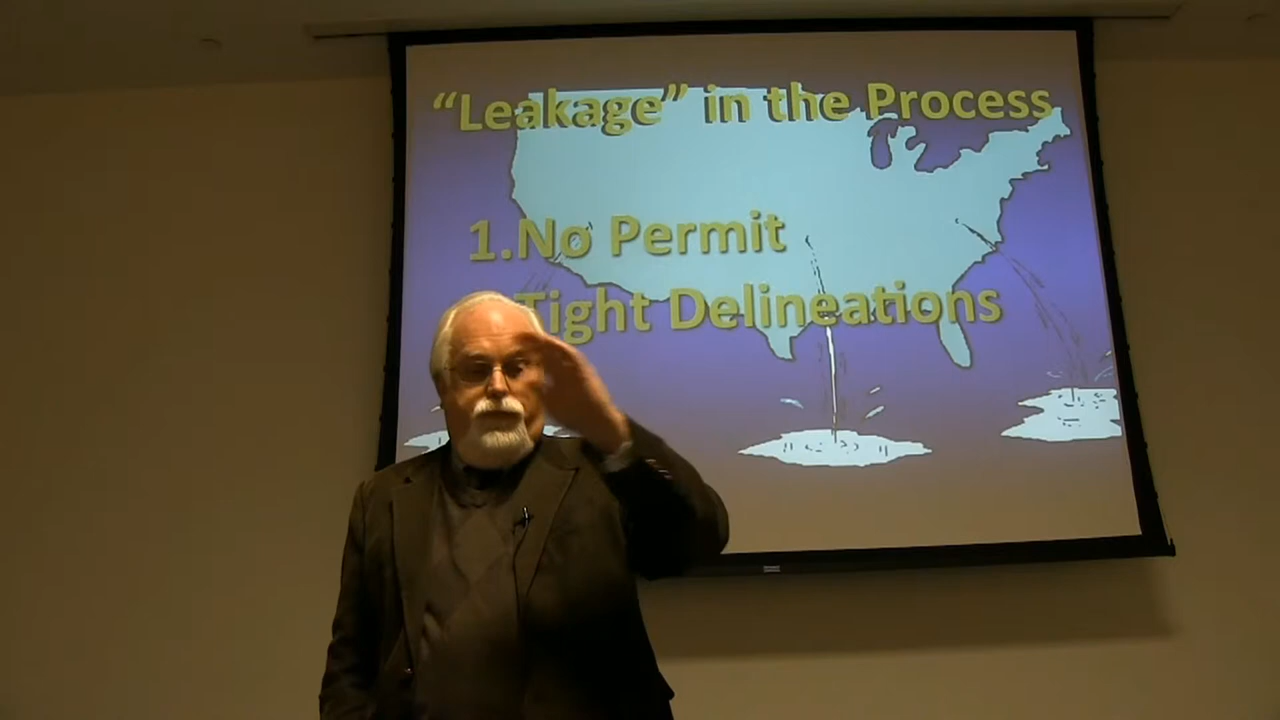 “Leakage” in the Process
1.No Permit
Tight Delineations